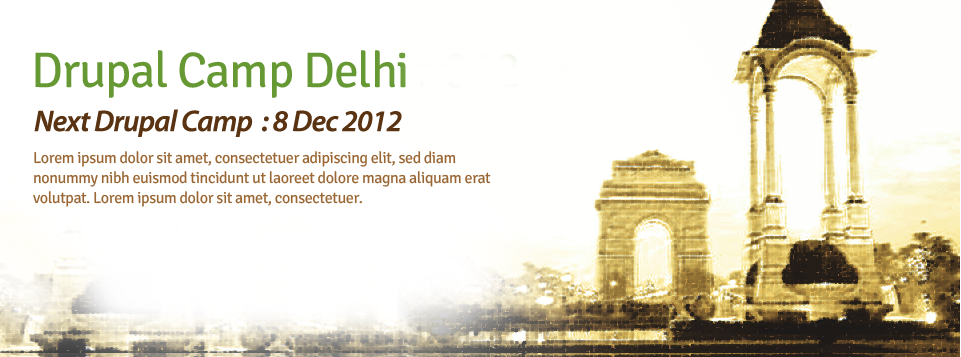 Drupal Camp Delhi
Next Drupal Camp : 8 Dec 2012
Lorem ipsum dolor sit amet, consectetuer adipiscing elit, sed diam
nonummy nibh euismod tincidunt ut laoreet dolore magna aliquam erat
volutpat. Lorem ipsum dolor sit amet, consectetuer.